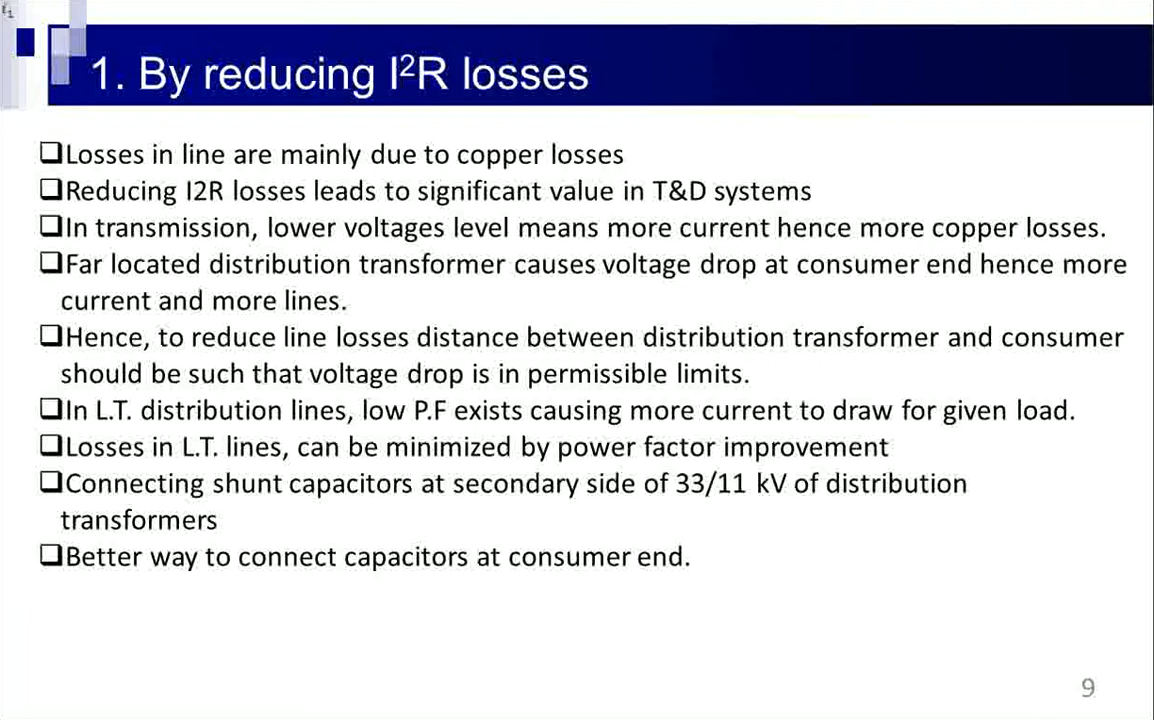 t1
1. By reducing I²R losses
❑Losses in line are mainly due to copper losses
❑Reducing I2R losses leads to significant value in T&D systems
❑In transmission, lower voltages level means more current hence more copper losses.
❑Far located distribution transformer causes voltage drop at consumer end hence more
current and more lines.
❑Hence, to reduce line losses distance between distribution transformer and consumer
should be such that voltage drop is in permissible limits.
❑In L.T. distribution lines, low P.F exists causing more current to draw for given load.
❑Losses in L.T. lines, can be minimized by power factor improvement
❑Connecting shunt capacitors at secondary side of 33/11 kV of distribution
transformers
❑Better way to connect capacitors at consumer end.
9